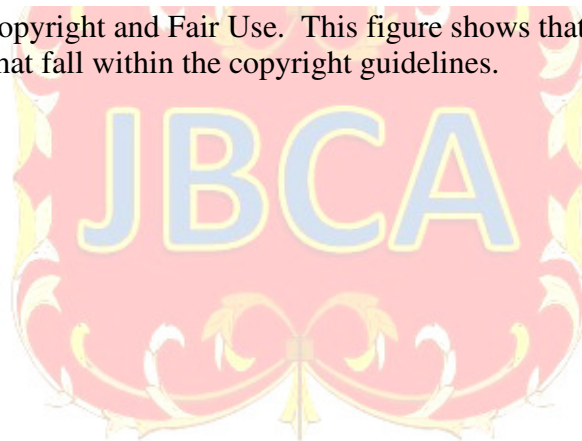 opyright and Fair Use. This figure shows that
hat fall within the copyright guidelines.
JBCA